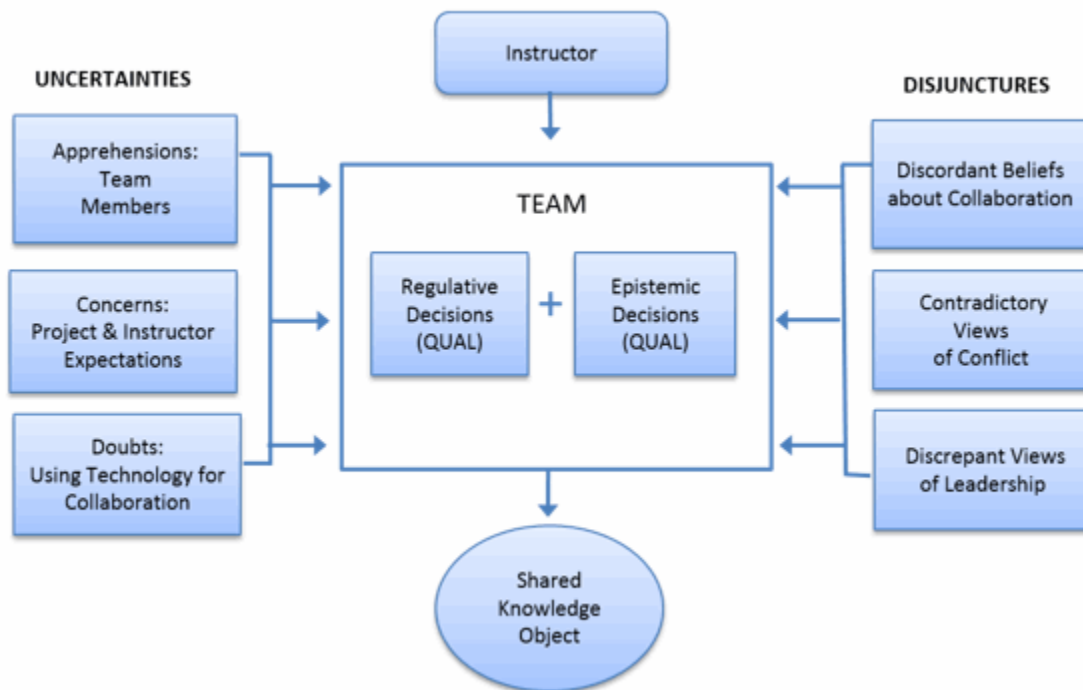 Instructor
UNCERTAINTIES
DISJUNCTURES
Apprehensions:
Team
Members
Concerns:
Project & Instructor
Expectations
Doubts:
Using Technology for
Collaboration
TEAM
Regulative
Decisions
(QUAL)
+
Epistemic
Decisions
(QUAL)
Discordant Beliefs
about Collaboration
Contradictory
Views
of Conflict
Discrepant Views
of Leadership
Shared
Knowledge
Object